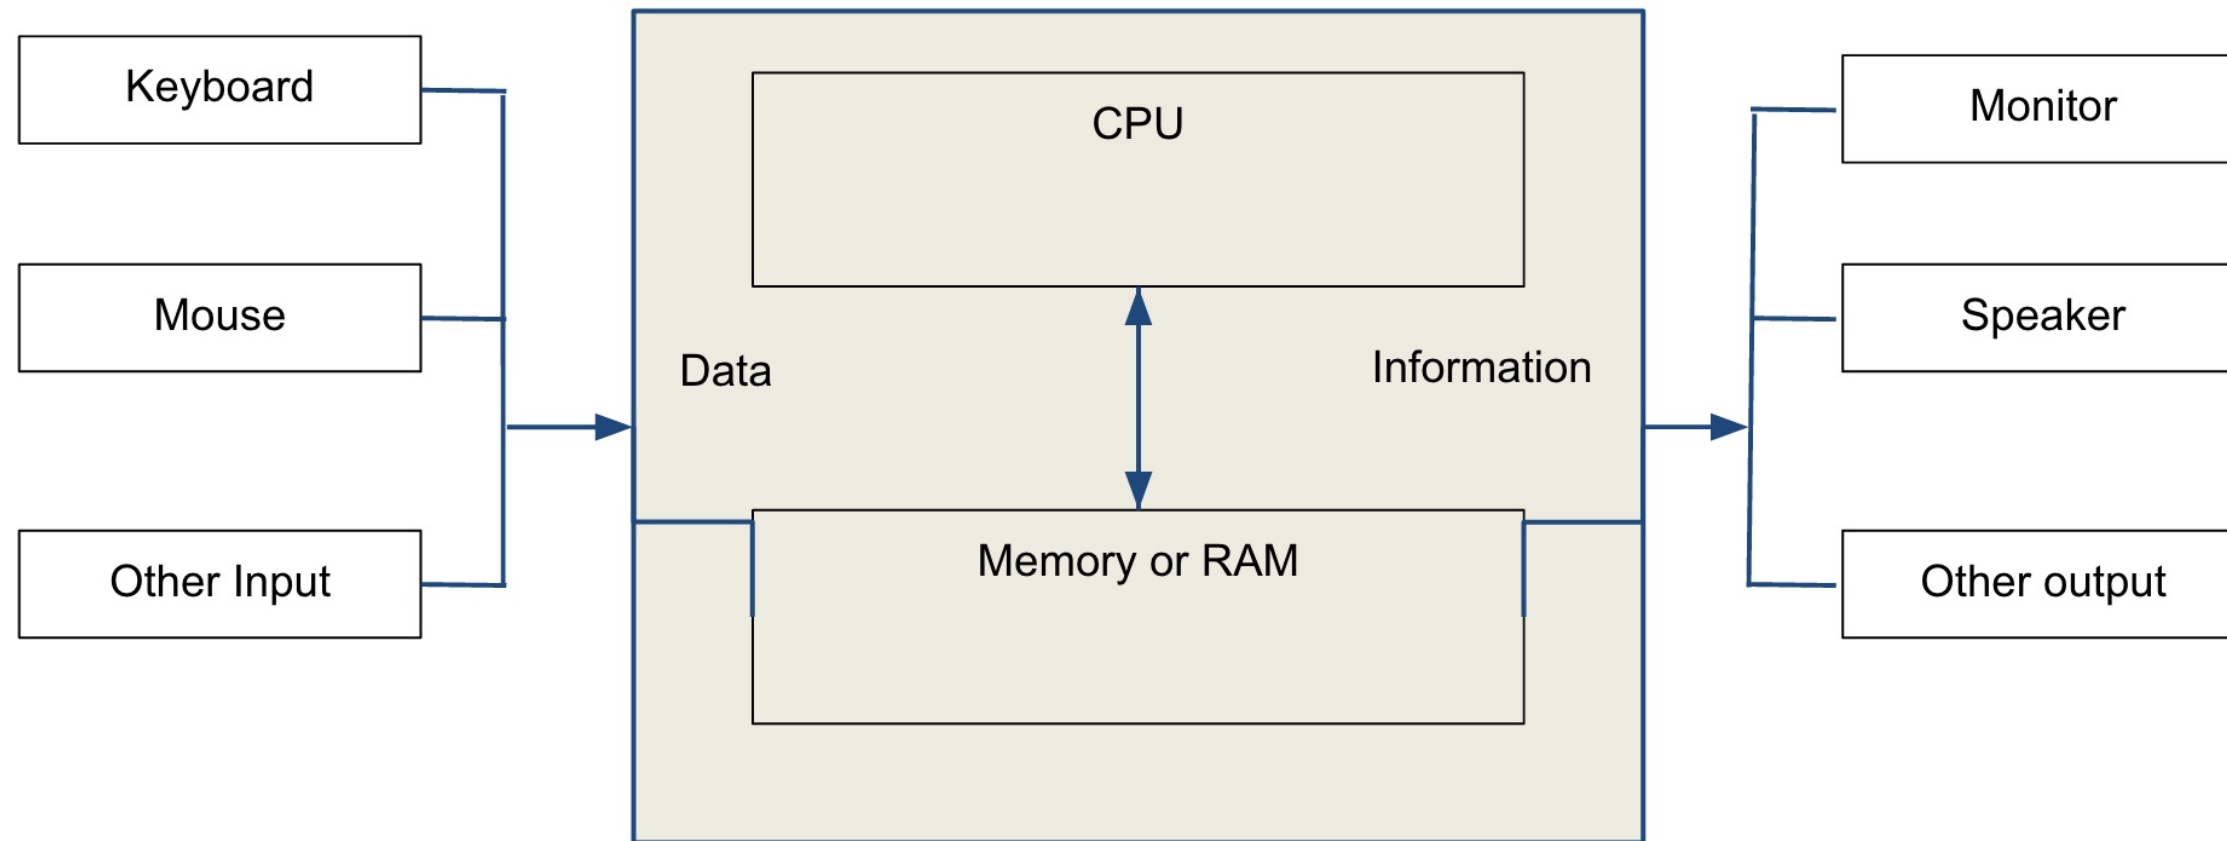 Keyboard
Mouse
Other Input
CPU
Data
Information
Memory or RAM
Monitor
Speaker
Other output